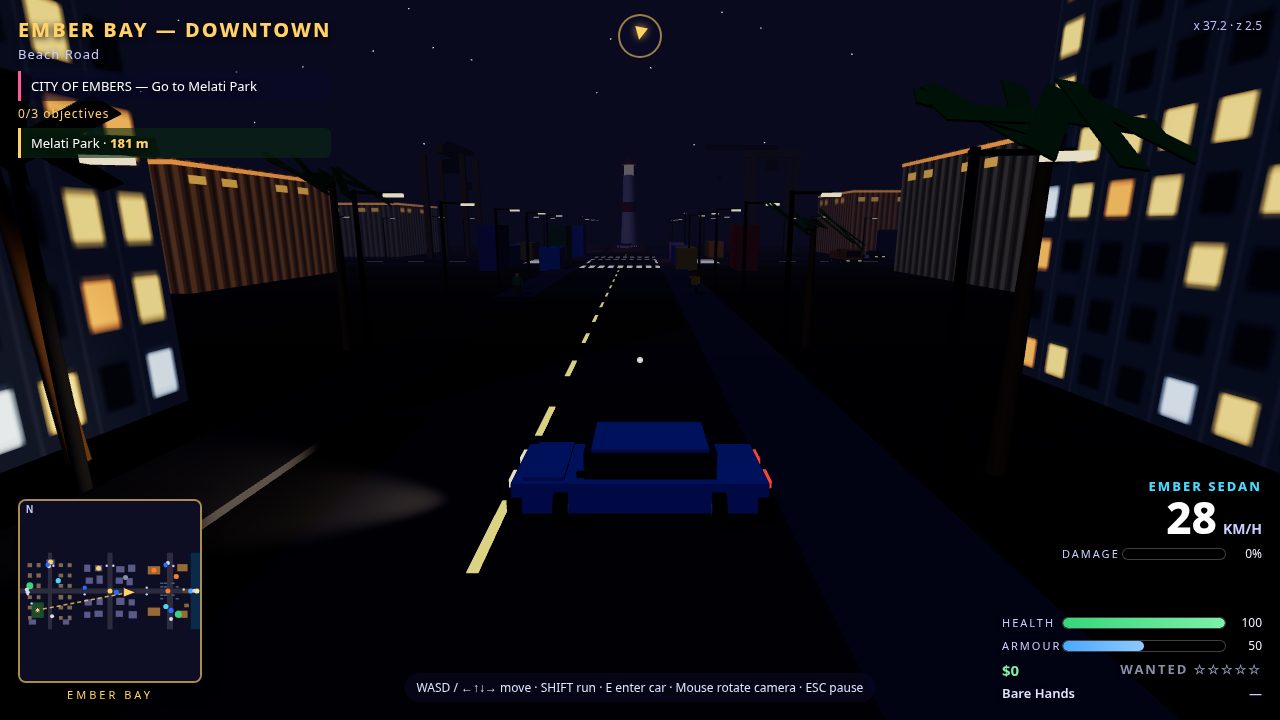 EMBER BAY — DOWNTOWN
Beach Road
CITY OF EMBERS — Go to Melati Park
0/3 objectives
Melati Park · 181 m
x 37.2 · z 2.5
N
EMBER BAY
EMBER SEDAN
28 KM/H
DAMAGE 0%
HEALTH 100
ARMOUR 50
$0 WANTED ☆☆☆☆☆
Bare Hands —
WASD / ←↑↓→ move · SHIFT run · E enter car · Mouse rotate camera · ESC pause